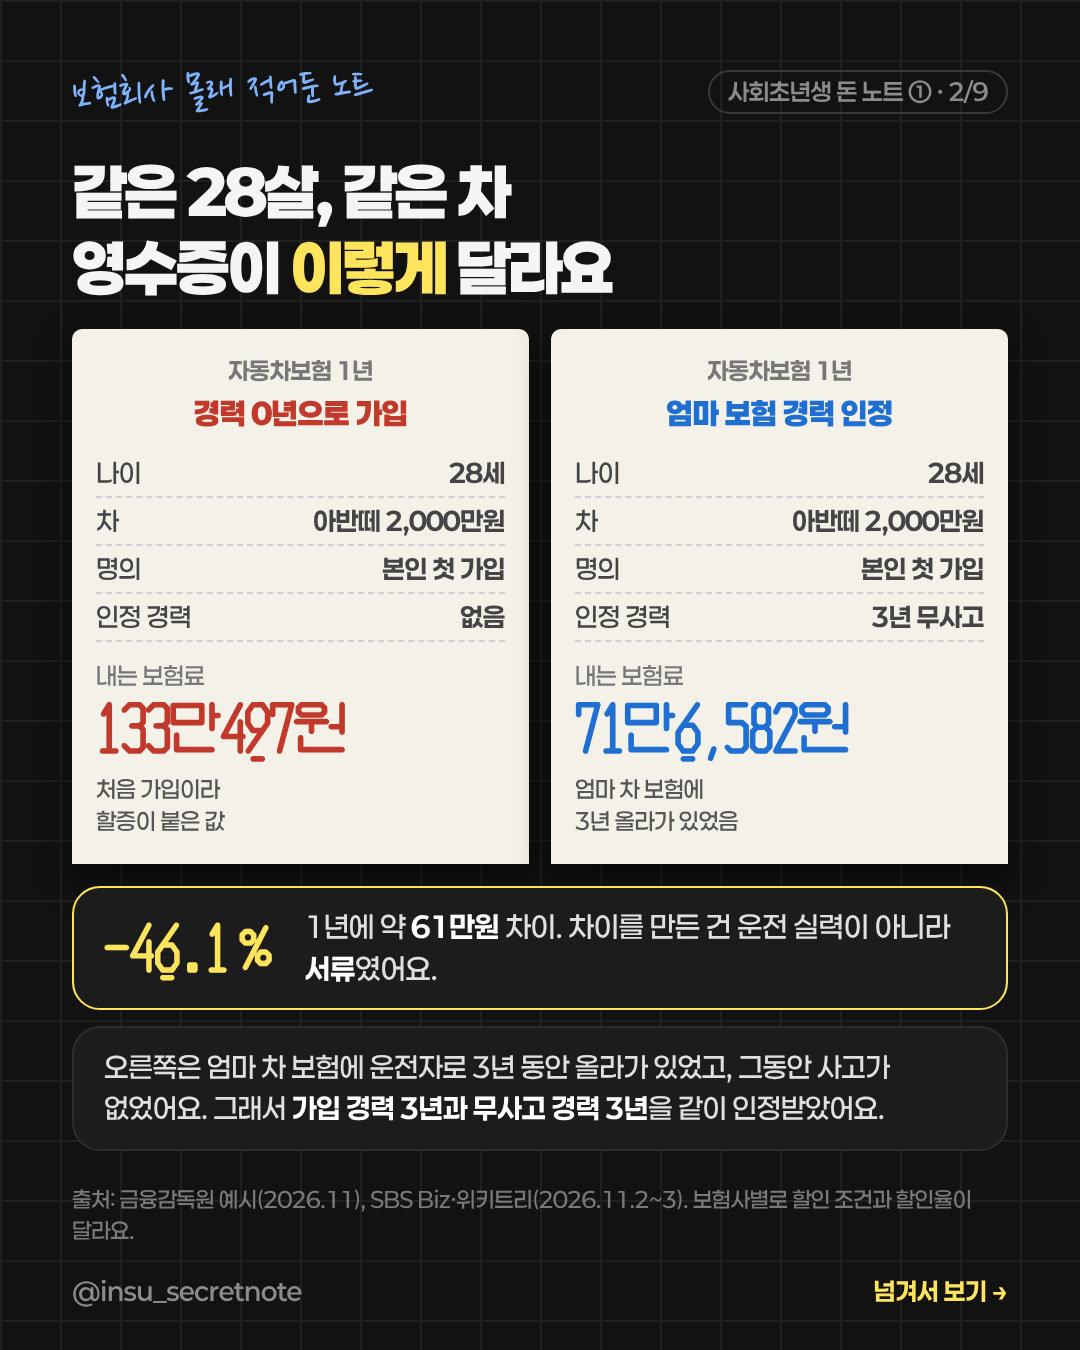 보험회사 몰래 적어둔 노트
사회초년생 돈 노트 ① · 2/9
같은 28살, 같은 차
영수증이 이렇게 달라요
자동차보험 1년
경력 0년으로 가입
나이 28세
차 아반떼 2,000만원
명의 본인 첫 가입
인정 경력 없음
내는 보험료
133만497원
처음 가입이라
할증이 붙은 값
자동차보험 1년
엄마 보험 경력 인정
나이 28세
차 아반떼 2,000만원
명의 본인 첫 가입
인정 경력 3년 무사고
내는 보험료
71만6,582원
엄마 차 보험에
3년 올라가 있었음
-46.1%
1년에 약 61만원 차이. 차이를 만든 건 운전 실력이 아니라
서류였어요.
오른쪽은 엄마 차 보험에 운전자로 3년 동안 올라가 있었고, 그동안 사고가
없었어요. 그래서 가입 경력 3년과 무사고 경력 3년을 같이 인정받았어요.
출처: 금융감독원 예시(2026.11), SBS Biz·위키트리(2026.11.2~3). 보험사별로 할인 조건과 할인율이
달라요.
@insu_secretnote
넘겨서 보기 →